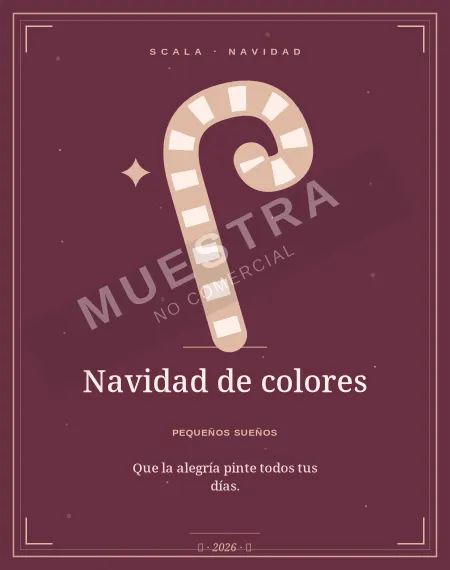 SCALA · NAVIDAD
MUESTRA
NO COMERCIAL
Navidad de colores
PEQUEÑOS SUEÑOS
Que la alegría pinte todos tus
días.
· 2026 ·